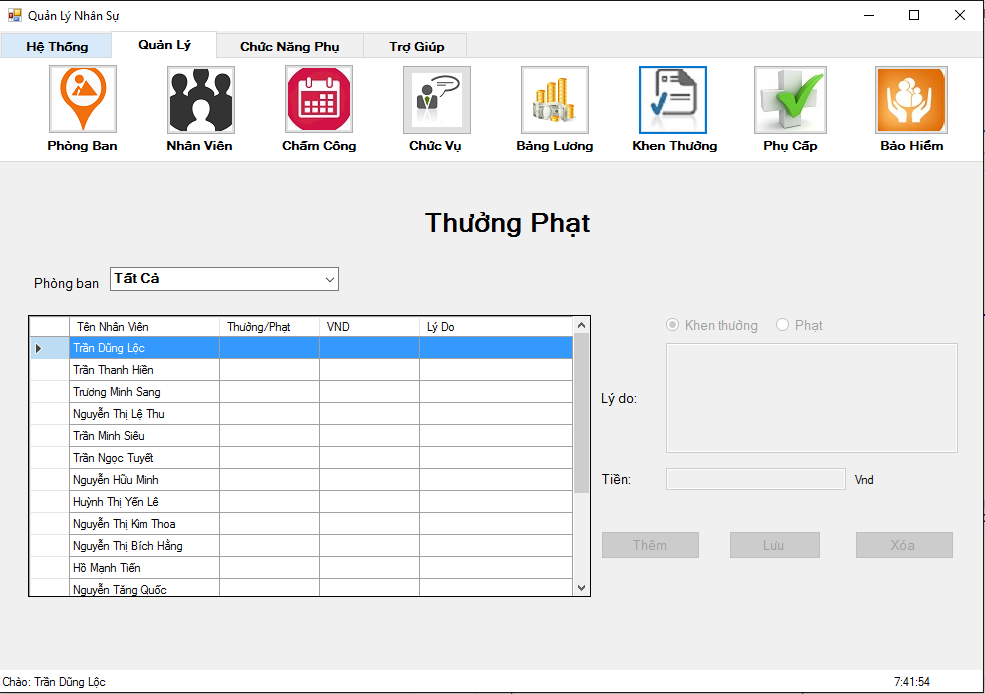 Quản Lý Nhân Sự
Hệ Thống Quản Lý Chức Năng Phụ Trợ Giúp
Phòng Ban Nhân Viên Chấm Công Chức Vụ Bảng Lương Khen Thưởng Phụ Cấp Bảo Hiểm
Thưởng Phạt
Phòng ban Tất Cả
Tên Nhân Viên Thưởng/Phạt VND Lý Do
Trần Dũng Lộc
Trần Thanh Hiền
Trương Minh Sang
Nguyễn Thị Lệ Thu
Trần Minh Siêu
Trần Ngọc Tuyết
Nguyễn Hữu Minh
Huỳnh Thị Yến Lê
Nguyễn Thị Kim Thoa
Nguyễn Thị Bích Hằng
Hồ Mạnh Tiến
Nguyễn Tăng Quốc
Khen thưởng Phạt
Lý do:
Tiền: Vnd
Thêm Lưu Xóa
Chào: Trần Dũng Lộc 7:41:54